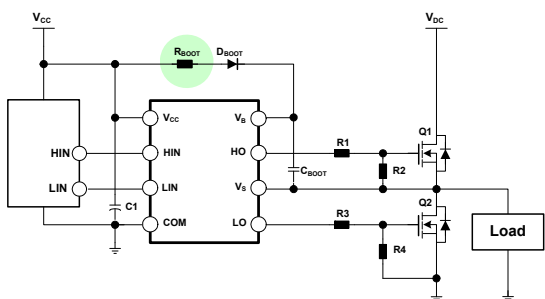 VCC
VDC
RBOOT
DBOOT
VCC
VB
Q1
HIN
HIN
HO
R1
R2
CBOOT
LIN
LIN
VS
C1
Q2
COM
LO
R3
R4
Load